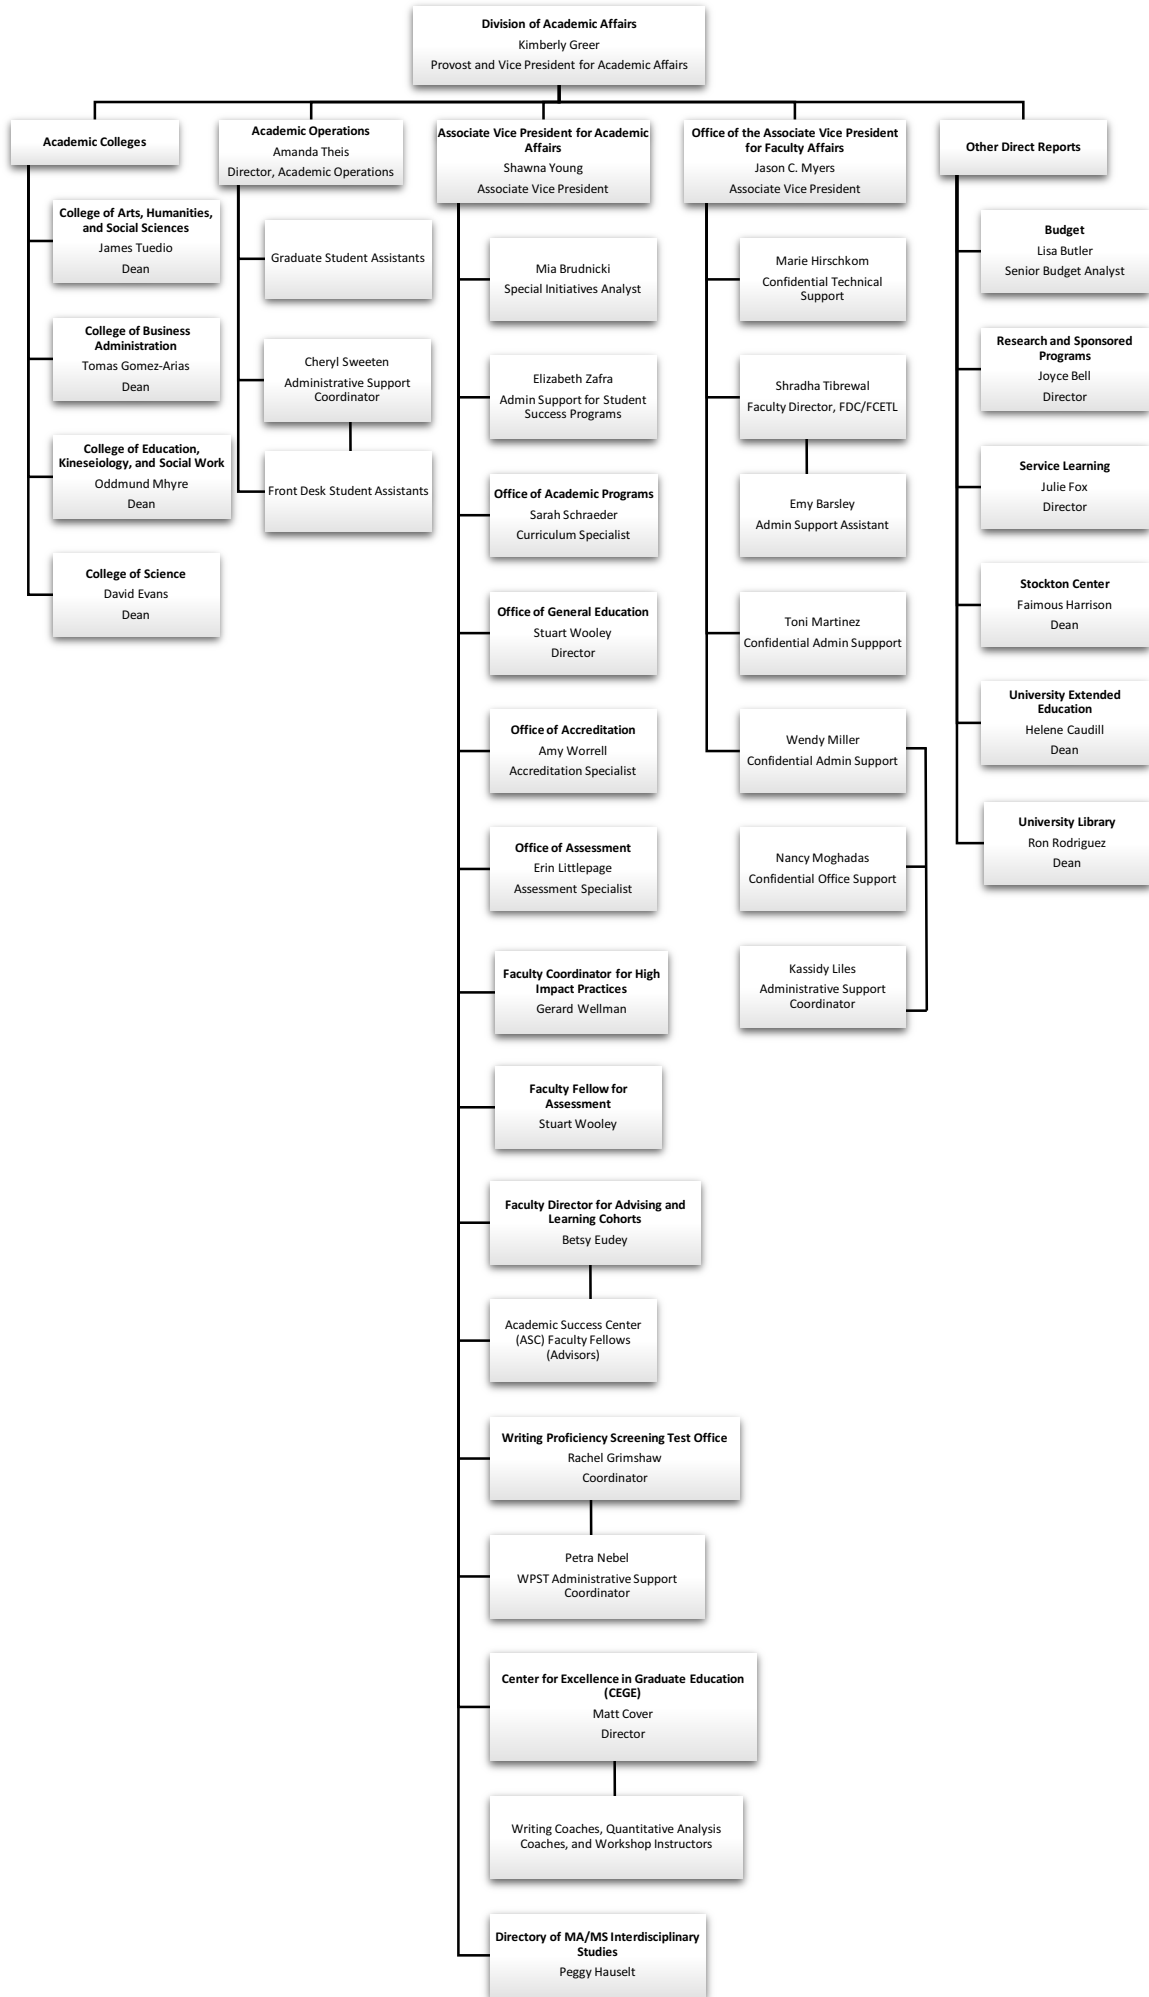 Division of Academic Affairs
Kimberly Greer
Provost and Vice President for Academic Affairs
Academic Colleges
College of Arts, Humanities,
and Social Sciences
James Tuedio
Dean
College of Business
Administration
Tomas Gomez-Arias
Dean
College of Education,
Kineseiology, and Social Work
Oddmund Mhyre
Dean
College of Science
David Evans
Dean
Academic Operations
Amanda Theis
Director, Academic Operations
Graduate Student Assistants
Cheryl Sweeten
Administrative Support
Coordinator
Front Desk Student Assistants
Associate Vice President for Academic
Affairs
Shawna Young
Associate Vice President
Mia Brudnicki
Special Initiatives Analyst
Elizabeth Zafra
Admin Support for Student
Success Programs
Office of Academic Programs
Sarah Schraeder
Curriculum Specialist
Office of General Education
Stuart Wooley
Director
Office of Accreditation
Amy Worrell
Accreditation Specialist
Office of Assessment
Erin Littlepage
Assessment Specialist
Faculty Coordinator for High
Impact Practices
Gerard Wellman
Faculty Fellow for
Assessment
Stuart Wooley
Faculty Director for Advising and
Learning Cohorts
Betsy Eudey
Academic Success Center
(ASC) Faculty Fellows
(Advisors)
Writing Proficiency Screening Test Office
Rachel Grimshaw
Coordinator
Petra Nebel
WPST Administrative Support
Coordinator
Center for Excellence in Graduate Education
(CEGE)
Matt Cover
Director
Writing Coaches, Quantitative Analysis
Coaches, and Workshop Instructors
Directory of MA/MS Interdisciplinary
Studies
Peggy Hauselt
Office of the Associate Vice President
for Faculty Affairs
Jason C. Myers
Associate Vice President
Marie Hirschkom
Confidential Technical
Support
Shradha Tibrewal
Faculty Director, FDC/FCETL
Emy Barsley
Admin Support Assistant
Toni Martinez
Confidential Admin Suppport
Wendy Miller
Confidential Admin Support
Nancy Moghadas
Confidential Office Support
Kassidy Liles
Administrative Support
Coordinator
Other Direct Reports
Budget
Lisa Butler
Senior Budget Analyst
Research and Sponsored
Programs
Joyce Bell
Director
Service Learning
Julie Fox
Director
Stockton Center
Faimous Harrison
Dean
University Extended
Education
Helene Caudill
Dean
University Library
Ron Rodriguez
Dean